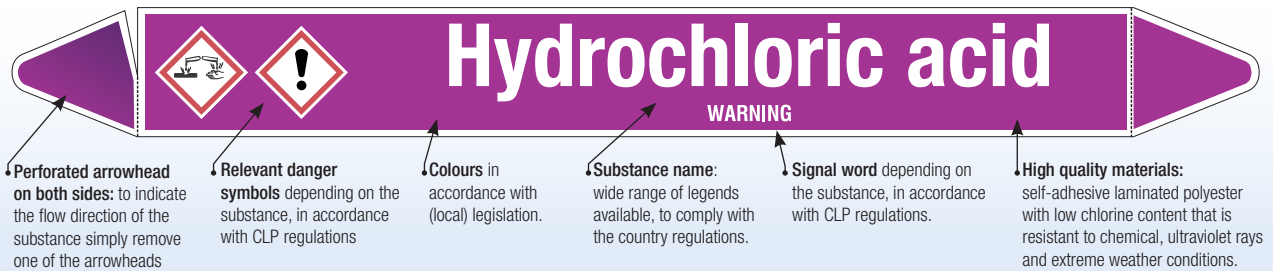 Hydrochloric acid
WARNING
Perforated arrowhead
on both sides: to indicate
the flow direction of the
substance simply remove
one of the arrowheads
Relevant danger
symbols depending on the
substance, in accordance
with CLP regulations
Colours in
accordance with
(local) legislation.
Substance name:
wide range of legends
available, to comply with
the country regulations.
Signal word depending on
the substance, in accordance
with CLP regulations.
High quality materials:
self-adhesive laminated polyester
with low chlorine content that is
resistant to chemical, ultraviolet rays
and extreme weather conditions.